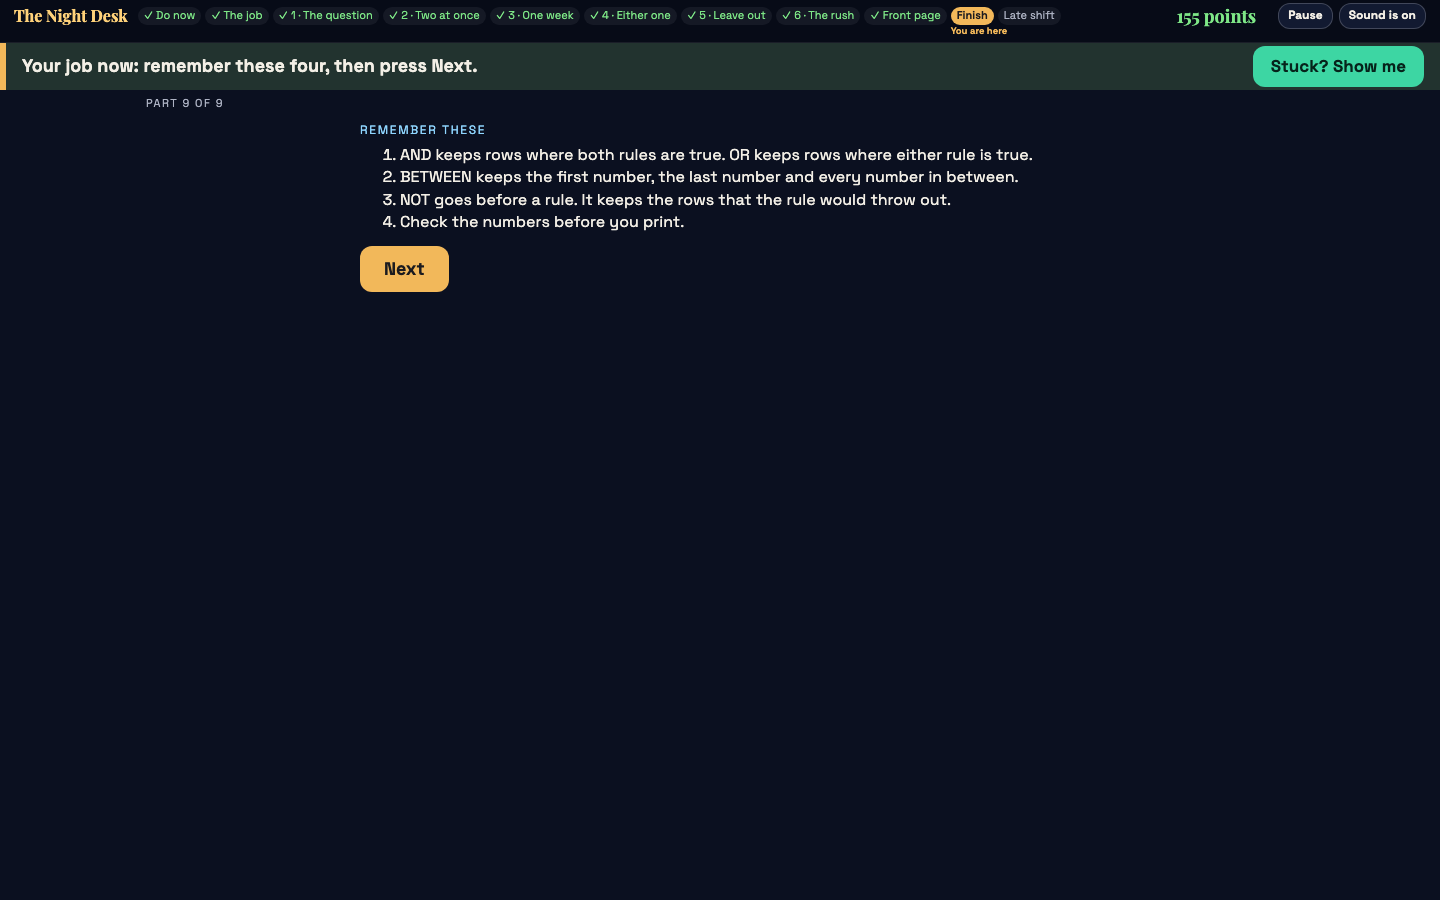 The Night Desk
✓ Do now
✓ The job
✓ 1 · The question
✓ 2 · Two at once
✓ 3 · One week
✓ 4 · Either one
✓ 5 · Leave out
✓ 6 · The rush
✓ Front page
Finish
You are here
Late shift
155 points
Pause
Sound is on
Your job now: remember these four, then press Next.
Stuck? Show me
PART 9 OF 9
REMEMBER THESE
1. AND keeps rows where both rules are true. OR keeps rows where either rule is true.
2. BETWEEN keeps the first number, the last number and every number in between.
3. NOT goes before a rule. It keeps the rows that the rule would throw out.
4. Check the numbers before you print.
Next